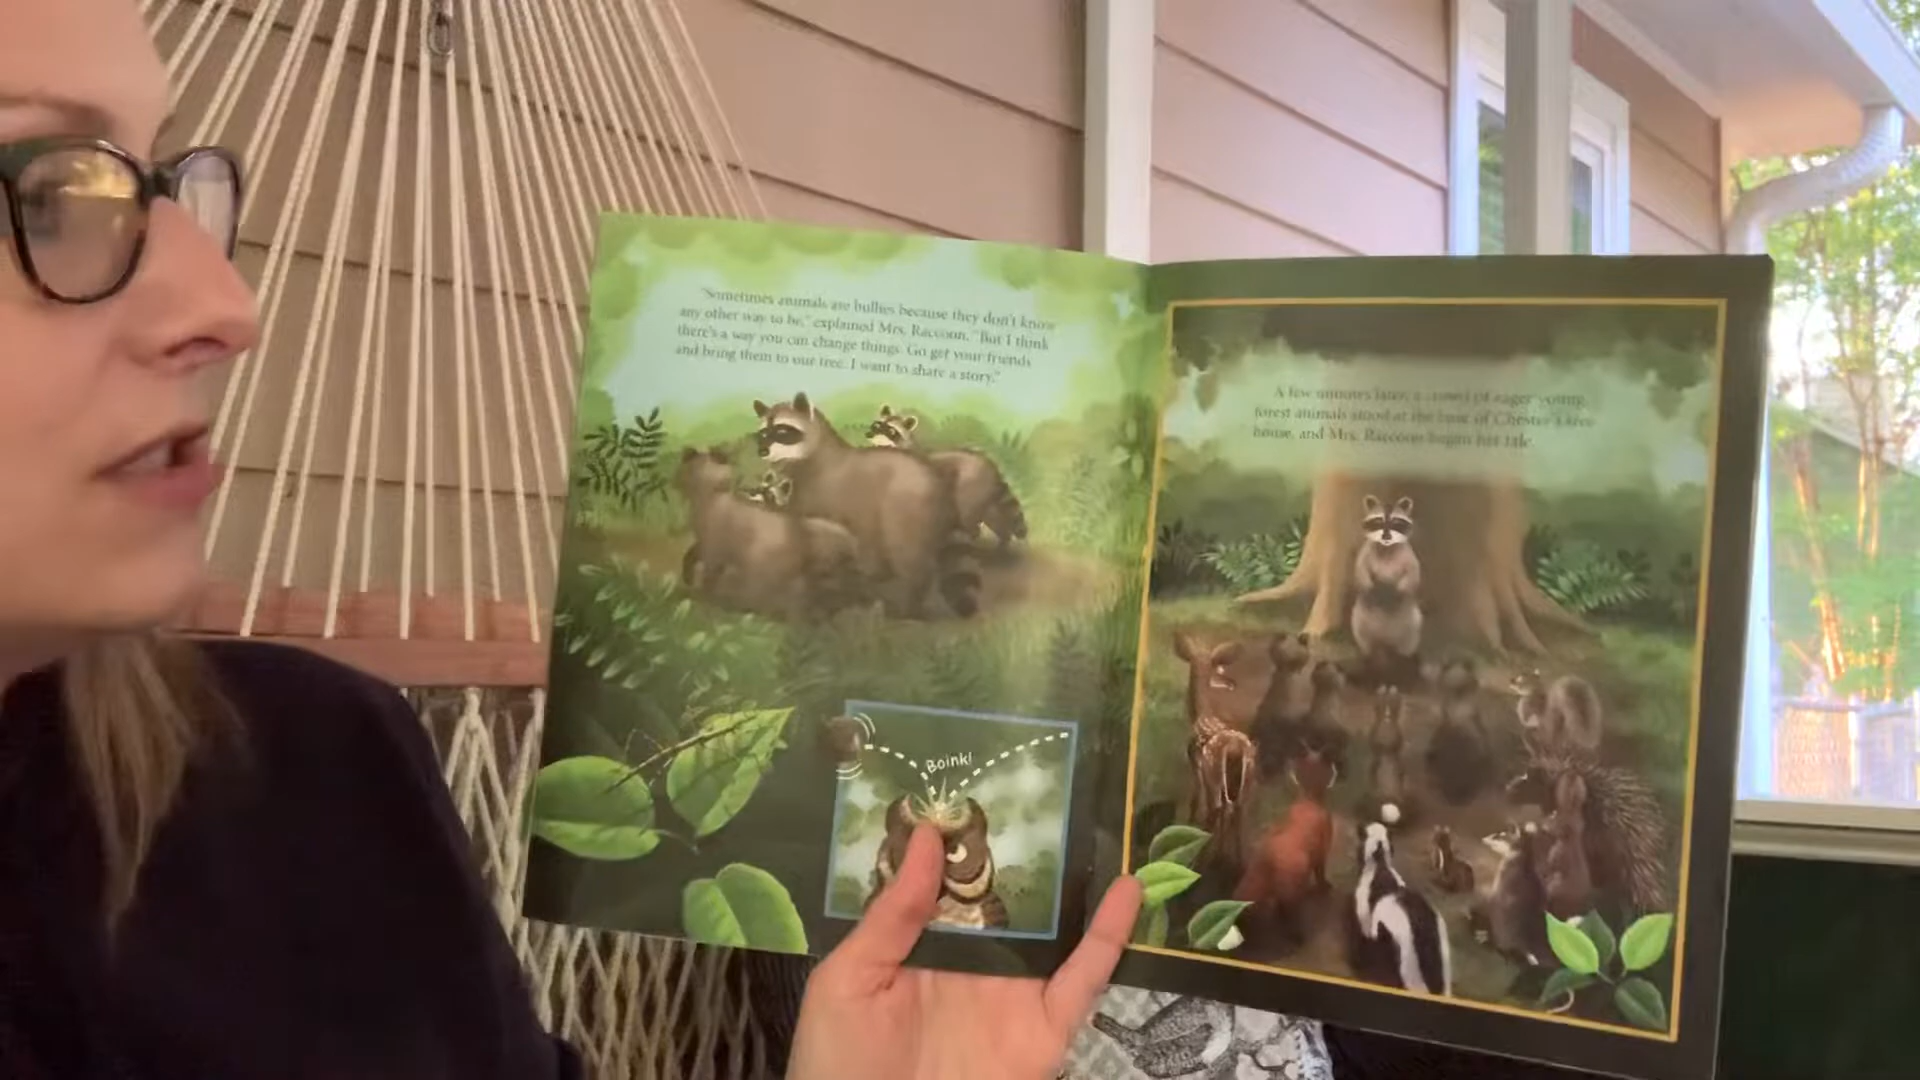 "Sometimes animals are bullies because they don't know
any other way to be," explained Mrs. Raccoon. "But I think
there's a way you can change things. Go get your friends
and bring them to our tree. I want to share a story."
Boink!
A few minutes later, a crowd of eager young
forest animals stood at the base of Chester's tree
house, and Mrs. Raccoon began her tale.